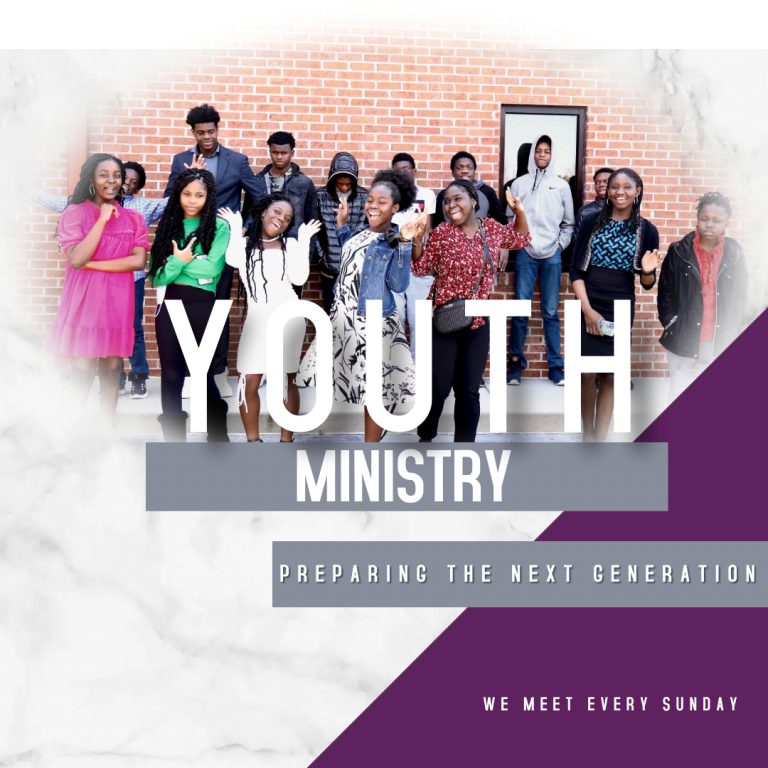 YOUTH
MINISTRY
PREPARING THE NEXT GENERATION
WE MEET EVERY SUNDAY